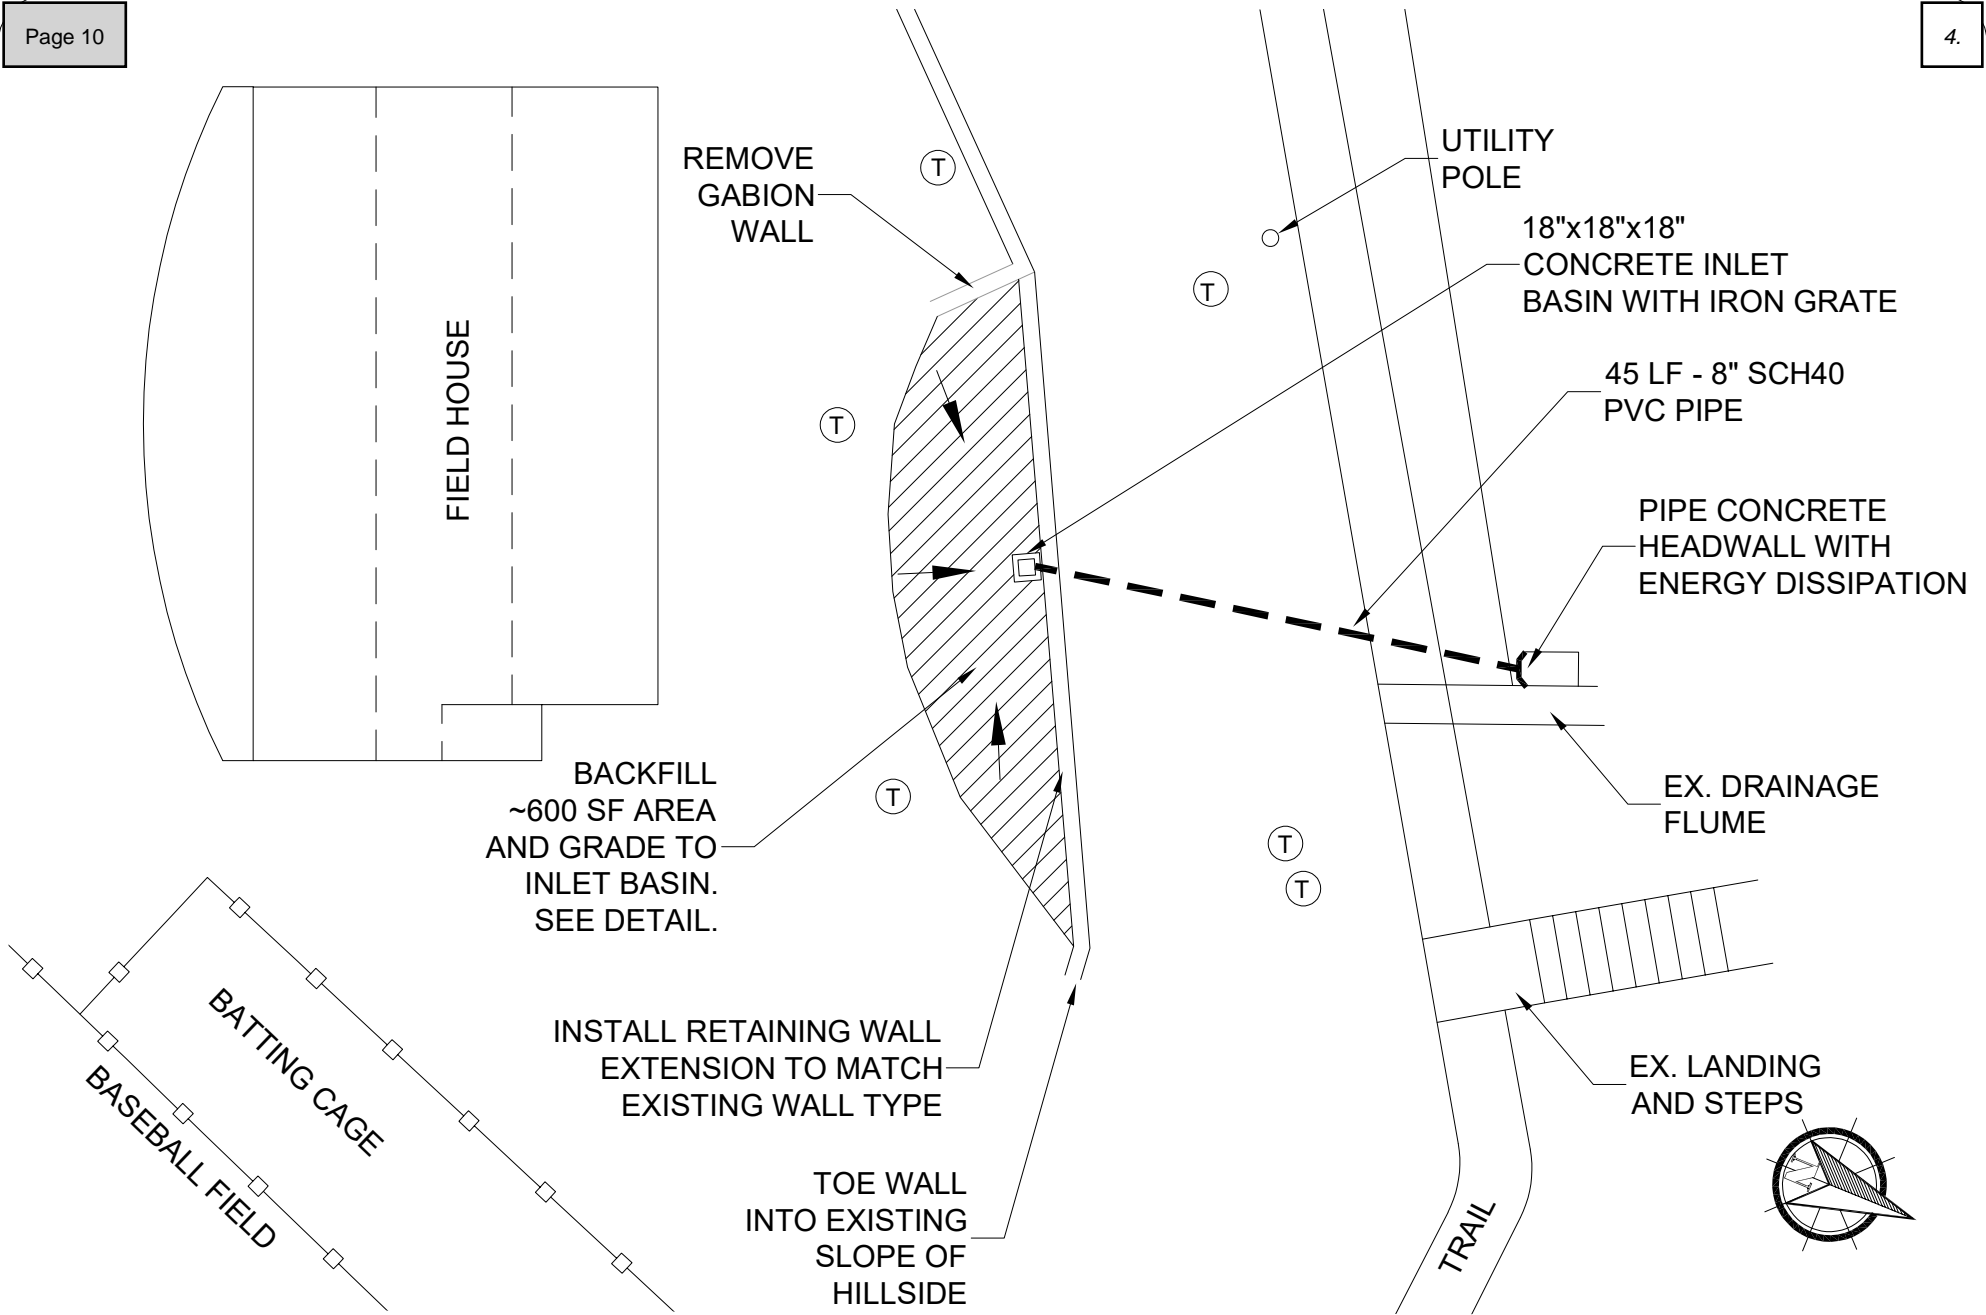 Page 10
4.
REMOVE
GABION
WALL
T
UTILITY
POLE
18"x18"x18"
CONCRETE INLET
BASIN WITH IRON GRATE
T
FIELD HOUSE
45 LF - 8" SCH40
PVC PIPE
T
PIPE CONCRETE
HEADWALL WITH
ENERGY DISSIPATION
BACKFILL
~600 SF AREA
AND GRADE TO
INLET BASIN.
SEE DETAIL.
T
EX. DRAINAGE
FLUME
T
T
BATTING CAGE
BASEBALL FIELD
INSTALL RETAINING WALL
EXTENSION TO MATCH
EXISTING WALL TYPE
EX. LANDING
AND STEPS
TOE WALL
INTO EXISTING
SLOPE OF
HILLSIDE
TRAIL
N